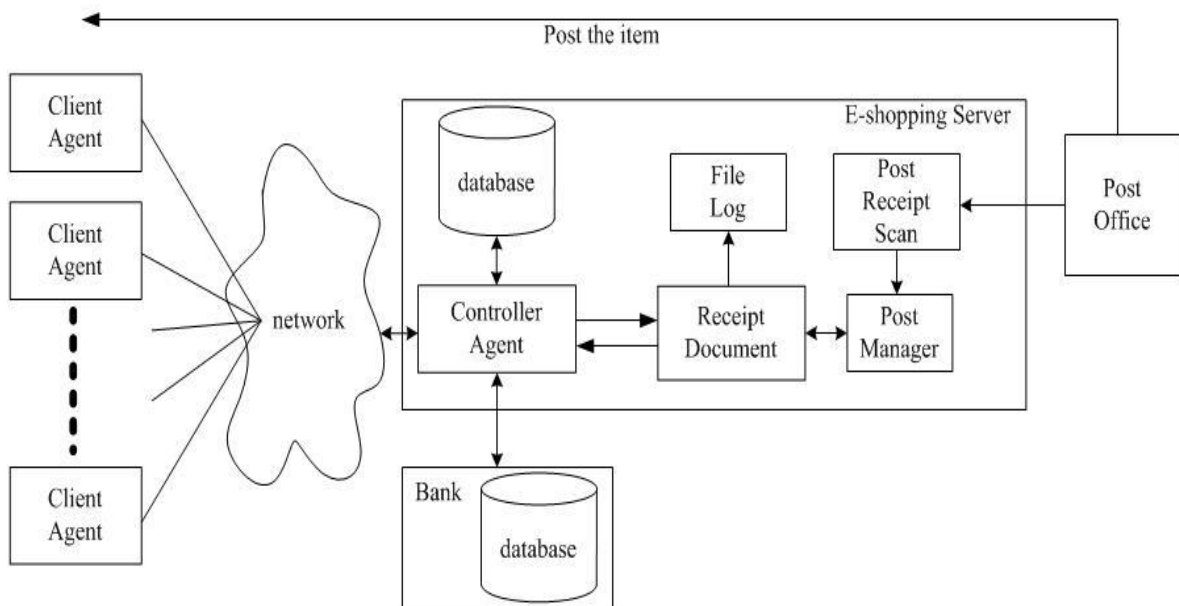 Post the item
Client
Agent
Client
Agent
Client
Agent
network
E-shopping Server
database
Controller
Agent
File
Log
Receipt
Document
Post
Receipt
Scan
Post
Manager
Post
Office
Bank
database